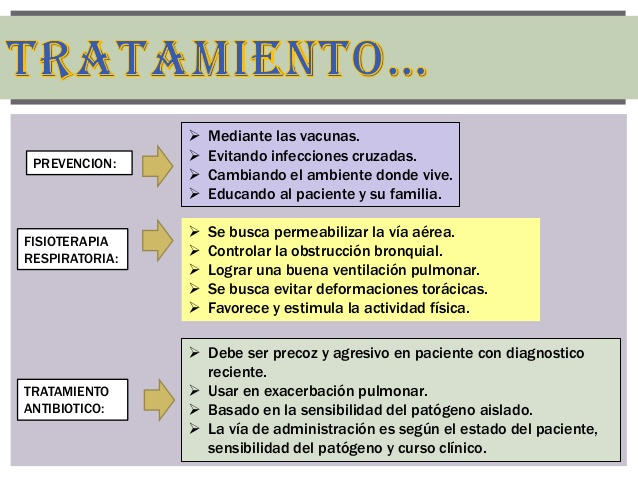 TRATAMIENTO...
PREVENCION:
➢ Mediante las vacunas.
➢ Evitando infecciones cruzadas.
➢ Cambiando el ambiente donde vive.
➢ Educando al paciente y su familia.
FISIOTERAPIA
RESPIRATORIA:
➢ Se busca permeabilizar la vía aérea.
➢ Controlar la obstrucción bronquial.
➢ Lograr una buena ventilación pulmonar.
➢ Se busca evitar deformaciones torácicas.
➢ Favorece y estimula la actividad física.
TRATAMIENTO
ANTIBIOTICO:
➢ Debe ser precoz y agresivo en paciente con diagnostico
reciente.
➢ Usar en exacerbación pulmonar.
➢ Basado en la sensibilidad del patógeno aislado.
➢ La vía de administración es según el estado del paciente,
sensibilidad del patógeno y curso clínico.